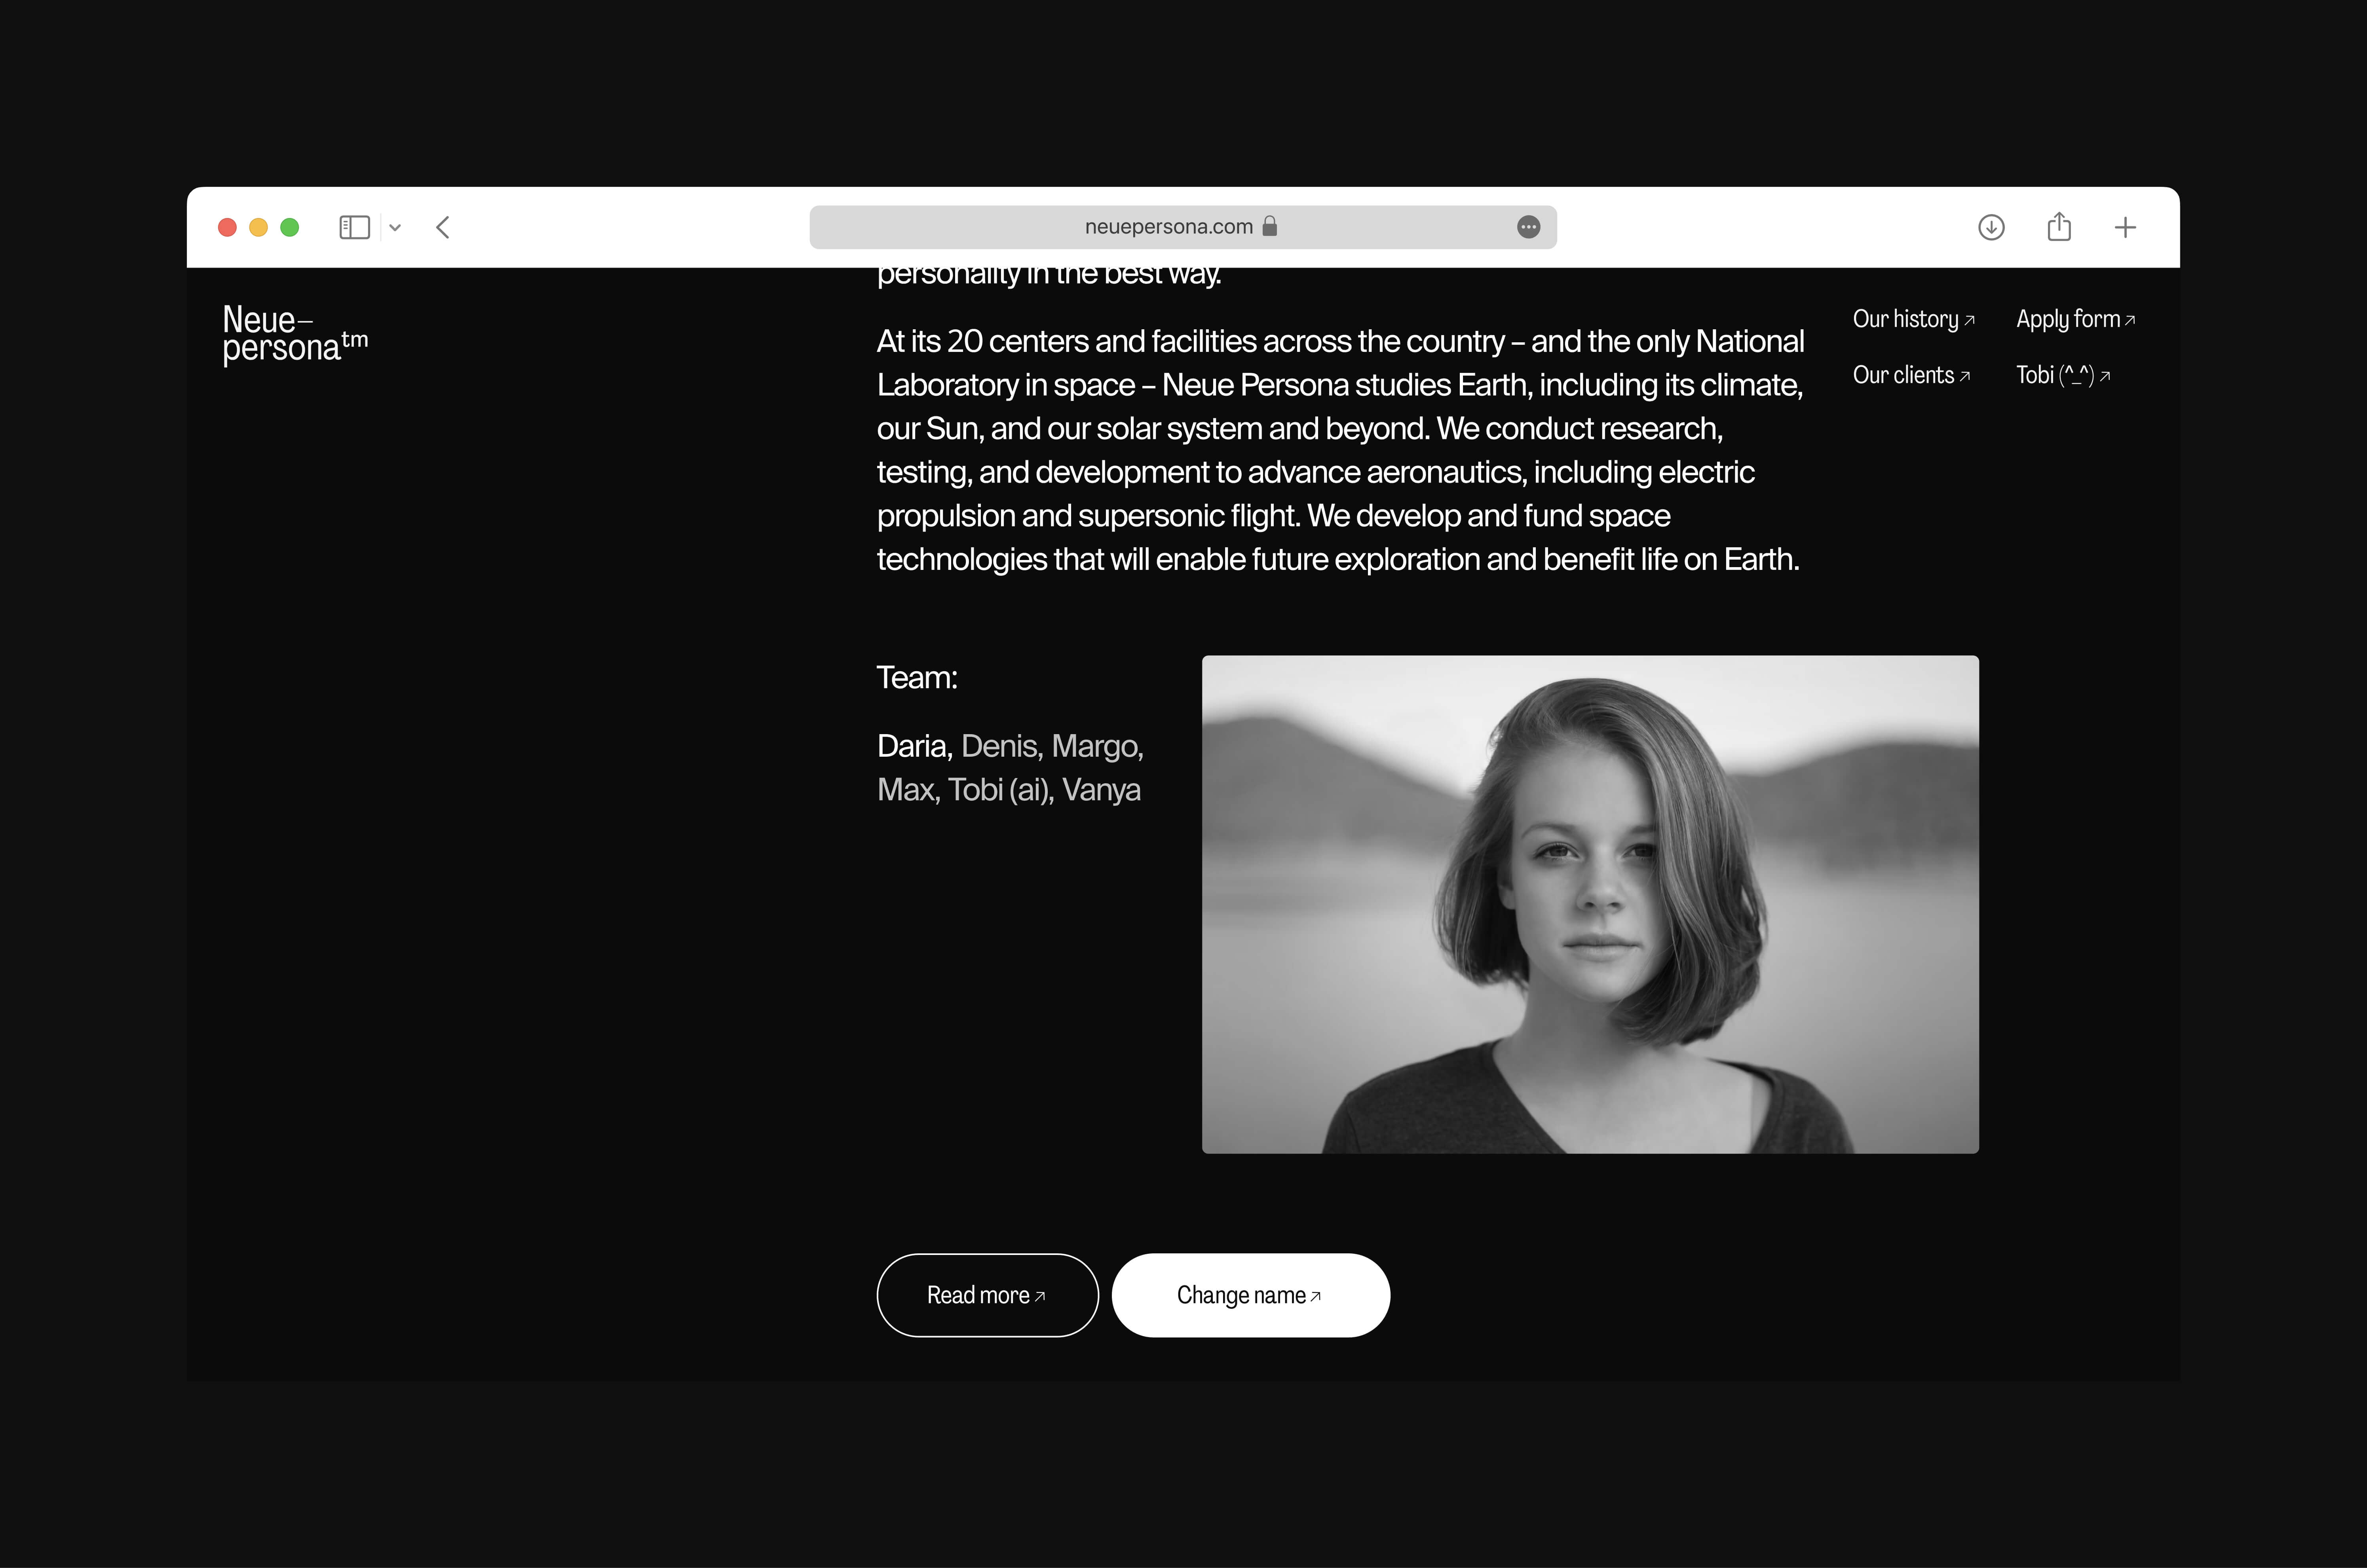 neuepersona.com
personality in the best way.
Neue–
persona™
Our history ↗ Apply form ↗
Our clients ↗ Tobi (^_^) ↗
At its 20 centers and facilities across the country – and the only National
Laboratory in space – Neue Persona studies Earth, including its climate,
our Sun, and our solar system and beyond. We conduct research,
testing, and development to advance aeronautics, including electric
propulsion and supersonic flight. We develop and fund space
technologies that will enable future exploration and benefit life on Earth.
Team:
Daria, Denis, Margo,
Max, Tobi (ai), Vanya
Read more ↗
Change name ↗